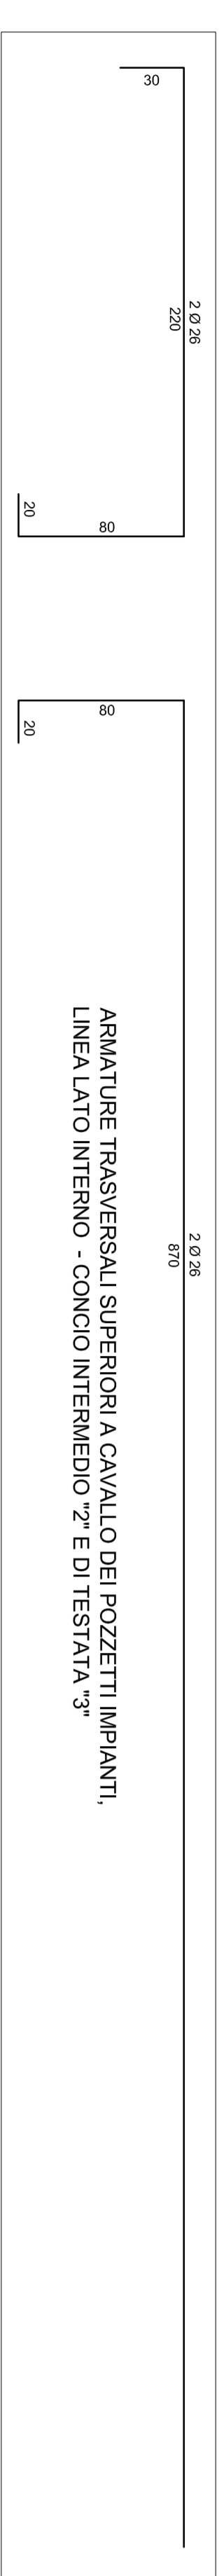 30
2 Ø 26
220
20
80
80
20
2 Ø 26
870
ARMATURE TRASVERSALI SUPERIORI A CAVALLO DEI POZZETTI IMPIANTI,
LINEA LATO INTERNO - CONCIO INTERMEDIO "2" E DI TESTATA "3"